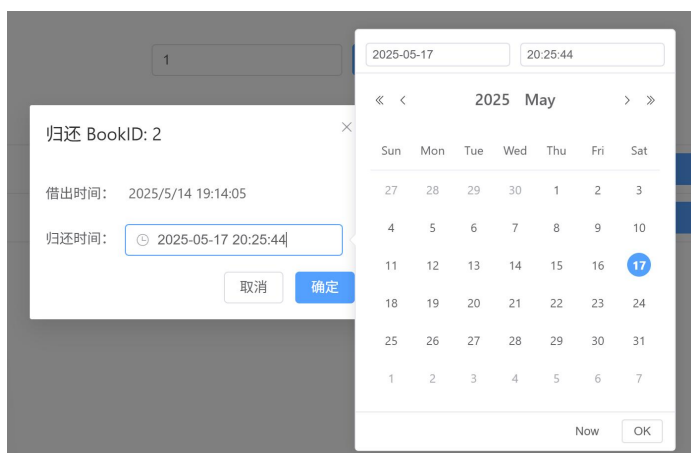 1
归还 BookID: 2
借出时间： 2025/5/14 19:14:05
归还时间： 2025-05-17 20:25:44
取消 确定
2025-05-17 20:25:44
« < 2025 May > »
Sun Mon Tue Wed Thu Fri Sat
27 28 29 30 1 2 3
4 5 6 7 8 9 10
11 12 13 14 15 16 17
18 19 20 21 22 23 24
25 26 27 28 29 30 31
1 2 3 4 5 6 7
Now OK